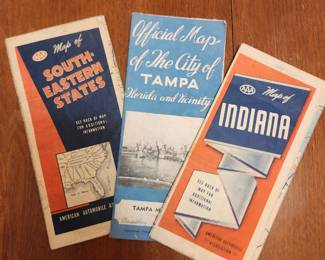 AAA
Map of
SOUTH-
EASTERN
STATES
SEE BACK OF MAP
FOR ADDITIONAL
INFORMATION
AMERICAN AUTOMOBILE
Official Map
of The City of
TAMPA
Florida and Vicinity
TAMPA
AAA
Map of
INDIANA
SEE BACK OF
MAP FOR
ADDITIONAL
INFORMATION
AMERICAN AUTOMOBILE
ASSOCIATION